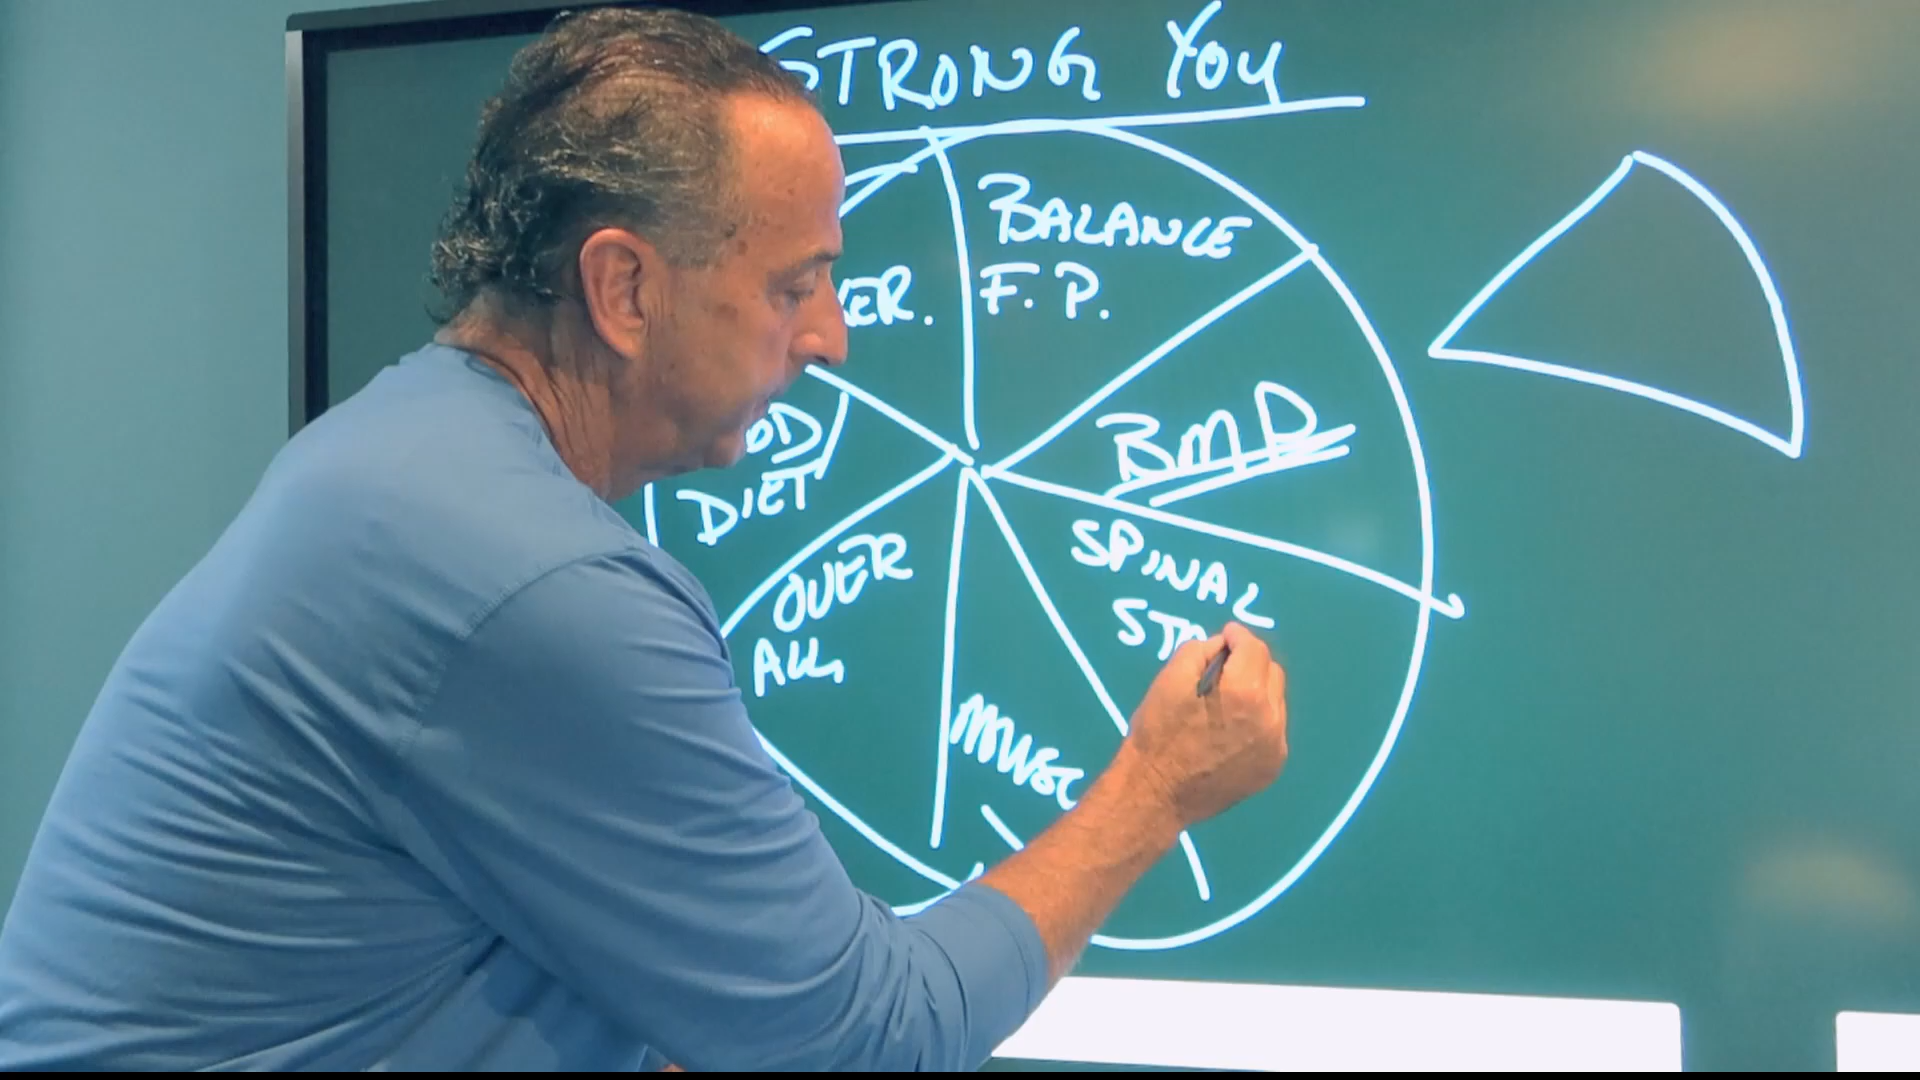 STRONG YOU
BALANCE
F. P.
BMD
SPINAL
DIET
OVER
ALL